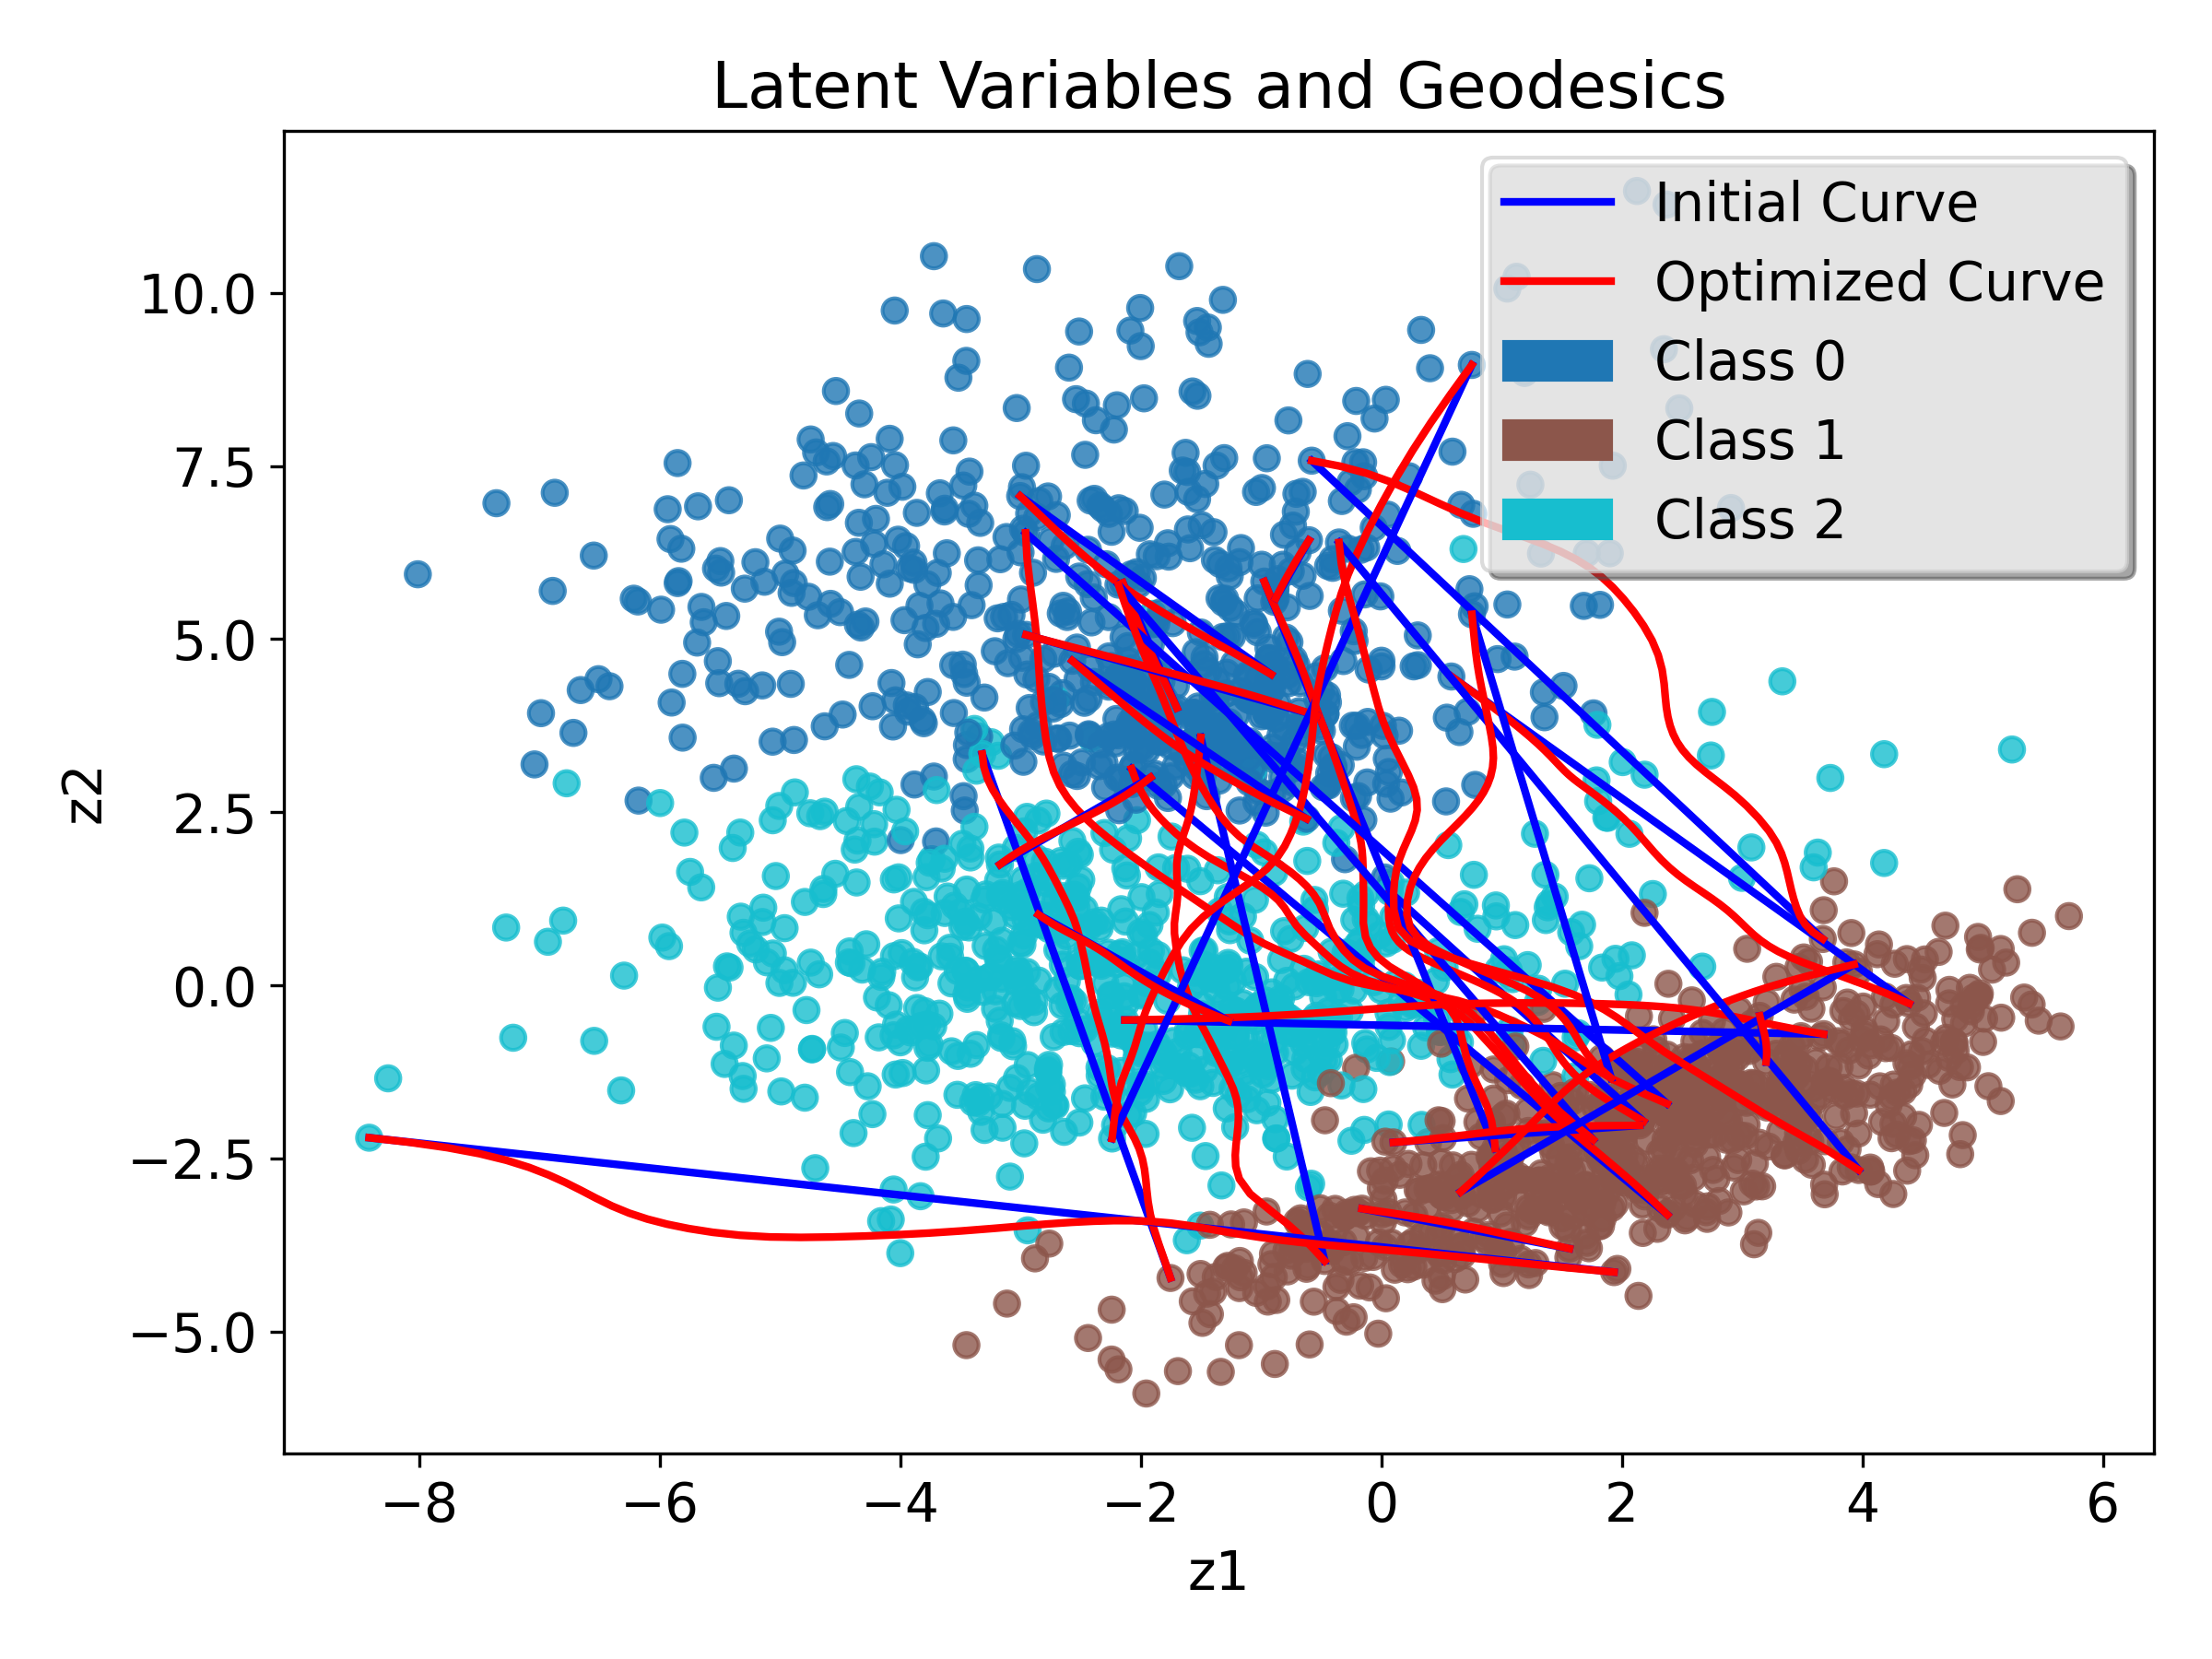 Latent Variables and Geodesics
Initial Curve
Optimized Curve
Class 0
Class 1
Class 2
10.0
7.5
5.0
2.5
0.0
−2.5
−5.0
z2
−8 −6 −4 −2 0 2 4 6
z1